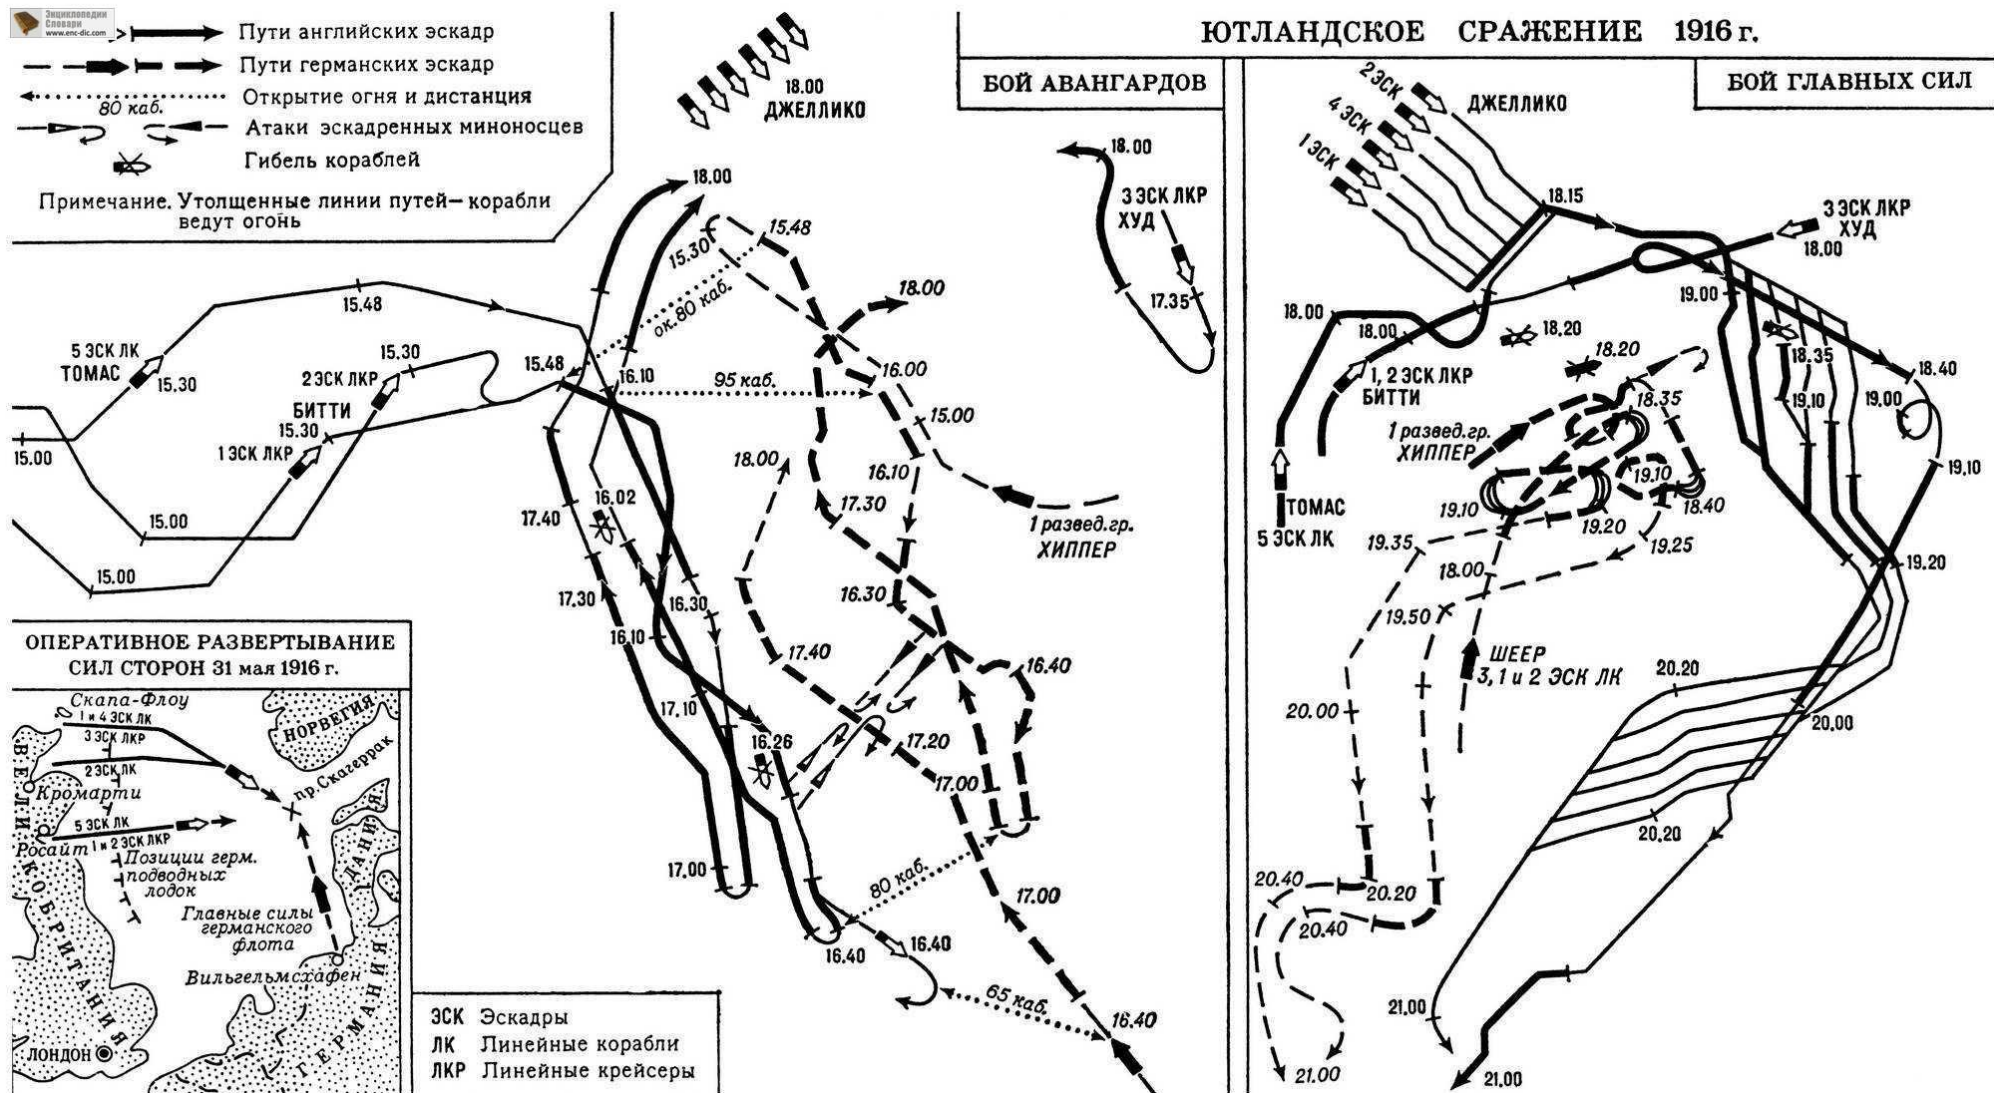 Энциклопедии
Словари
www.enc-dic.com
Пути английских эскадр
Пути германских эскадр
80 каб.
Открытие огня и дистанция
Атаки эскадренных миноносцев
Гибель кораблей
Примечание. Утолщенные линии путей—корабли
ведут огонь
ЮТЛАНДСКОЕ СРАЖЕНИЕ 1916 г.
БОЙ АВАНГАРДОВ
18.00
ДЖЕЛЛИКО
18.00
18.00
3 ЭСК ЛКР
ХУД
17.35
15.48
15.30
ок. 80 каб.
18.00
15.48
5 ЭСК ЛК
ТОМАС
15.30
15.30
2 ЭСК ЛКР
БИТТИ
15.30
1 ЭСК ЛКР
15.00
15.00
15.00
15.48
16.10
95 каб.
16.00
15.00
16.10
18.00
16.02
17.40
17.30
1 развед.гр.
ХИППЕР
17.30
16.30
16.10
16.30
17.40
16.40
17.10
16.26
17.20
17.00
17.00
80 каб.
17.00
16.40
16.40
65 каб.
16.40
БОЙ ГЛАВНЫХ СИЛ
2 ЭСК
ДЖЕЛЛИКО
4 ЭСК
1 ЭСК
18.15
3 ЭСК ЛКР
ХУД
18.00
18.00
18.00
18.20
19.00
18.20
18.35
18.40
1, 2 ЭСК ЛКР
БИТТИ
19.00
19.10
18.35
1 развед.гр.
ХИППЕР
19.10
19.10
ТОМАС
5 ЭСК ЛК
19.10
19.20
18.40
19.35
19.25
18.00
19.20
19.50
ШЕЕР
3, 1 и 2 ЭСК ЛК
20.20
20.00
20.00
20.20
20.40
20.20
20.40
21.00
21.00
21.00
ОПЕРАТИВНОЕ РАЗВЕРТЫВАНИЕ
СИЛ СТОРОН 31 мая 1916 г.
Скапа-Флоу
1 и 4 ЭСК ЛК
3 ЭСК ЛКР
2 ЭСК ЛК
НОРВЕГИЯ
пр. Скагеррак
Кромарти
5 ЭСК ЛК
Росайт
1 и 2 ЭСК ЛКР
Позиции герм.
подводных
лодок
ДАНИЯ
Главные силы
германского
флота
Вильгельмсхафен
ВЕЛИКОБРИТАНИЯ
ГЕРМАНИЯ
ЛОНДОН
ЭСК Эскадры
ЛК Линейные корабли
ЛКР Линейные крейсеры